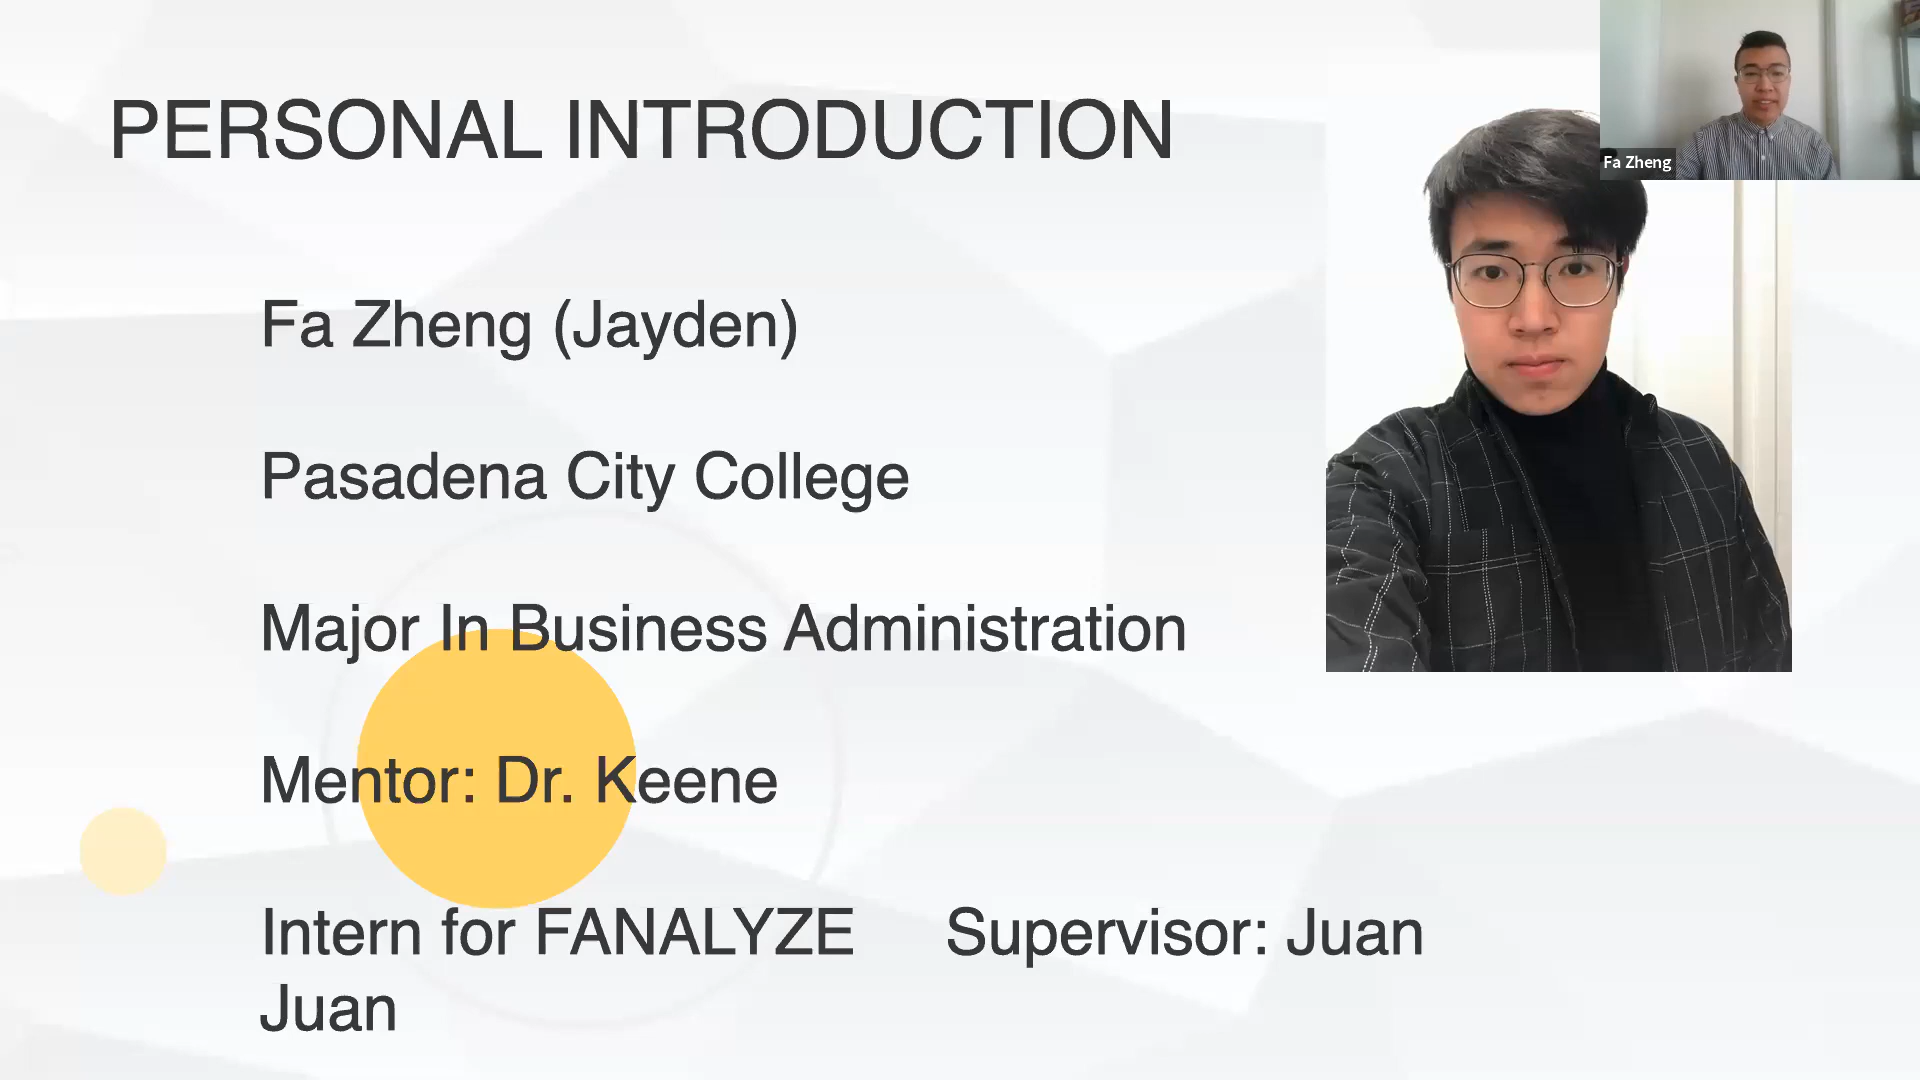 PERSONAL INTRODUCTION
Fa Zheng
Fa Zheng (Jayden)
Pasadena City College
Major In Business Administration
Mentor: Dr. Keene
Intern for FANALYZE Supervisor: Juan
Juan